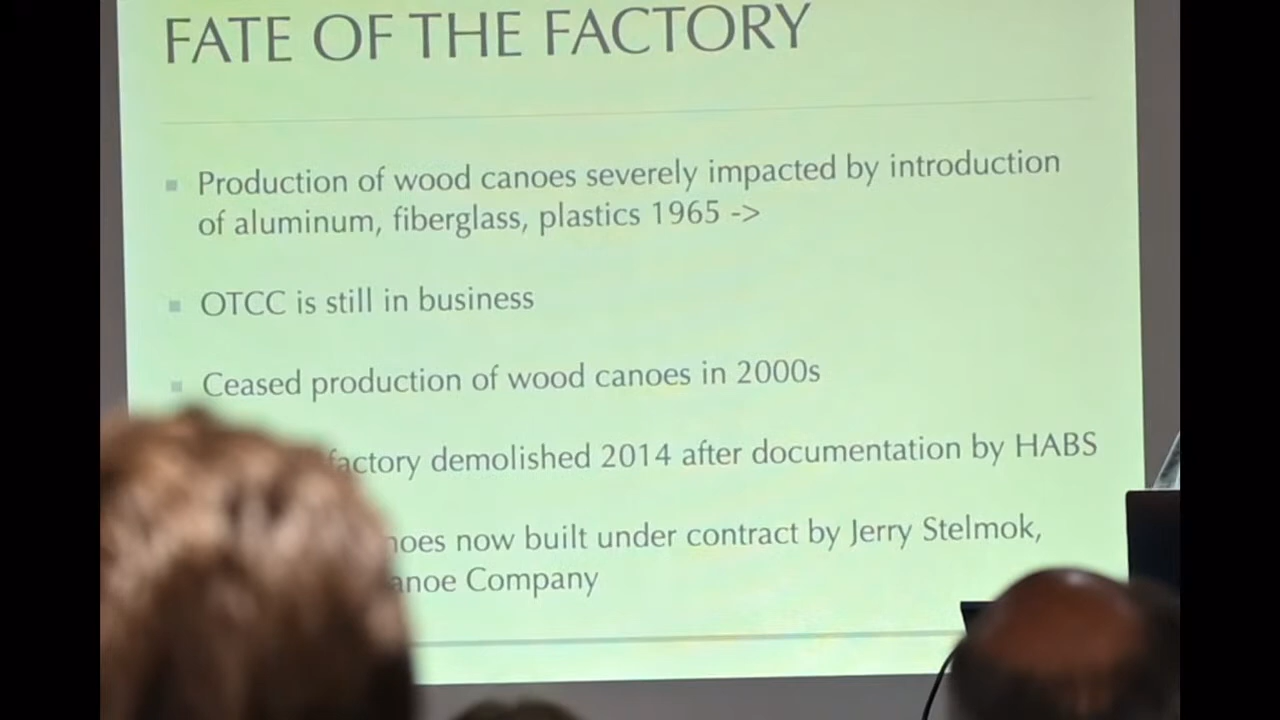 FATE OF THE FACTORY
Production of wood canoes severely impacted by introduction
of aluminum, fiberglass, plastics 1965 ->
OTCC is still in business
Ceased production of wood canoes in 2000s
factory demolished 2014 after documentation by HABS
now built under contract by Jerry Stelmok,
Company